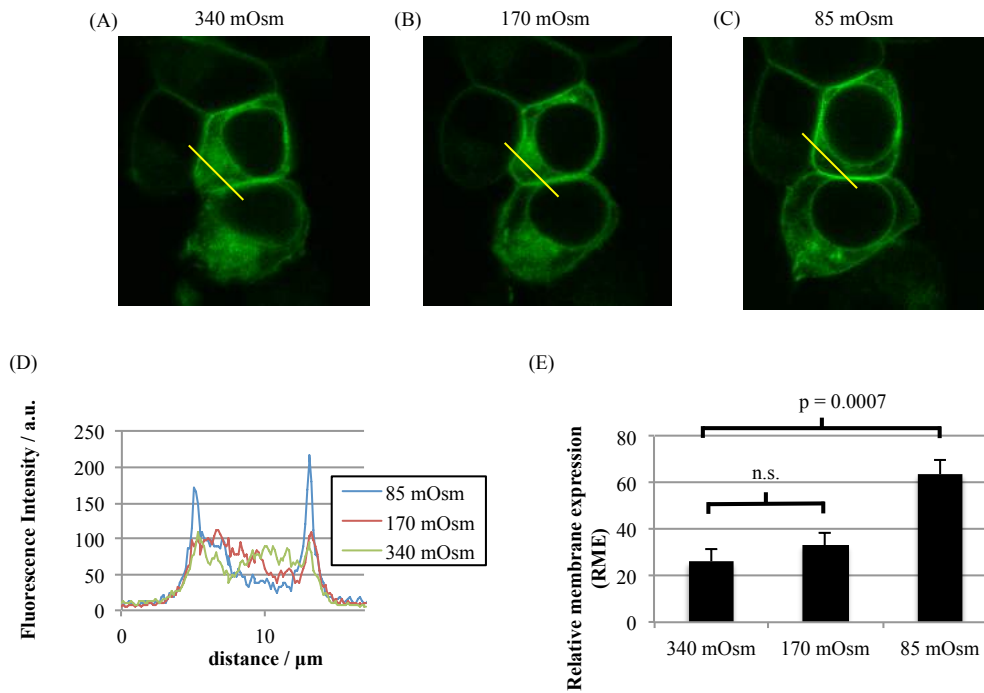 (A) 340 mOsm
(B) 170 mOsm
(C) 85 mOsm
(D)
Fluorescence Intensity / a.u.
250
200
150
100
50
0
0 10
distance / µm
85 mOsm
170 mOsm
340 mOsm
(E)
Relative membrane expression
(RME)
80
60
40
20
0
p = 0.0007
n.s.
340 mOsm 170 mOsm 85 mOsm